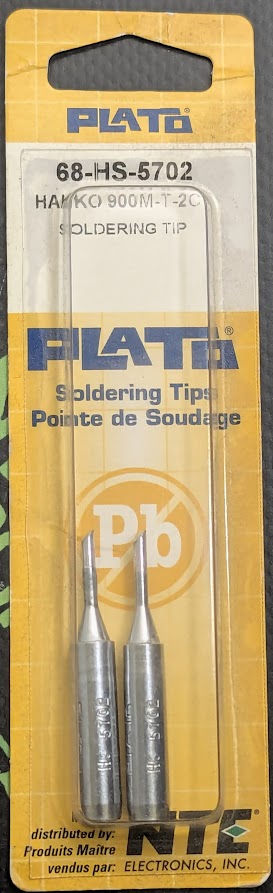 PLATO®
68-HS-5702
HAKKO 900M-T-2C
SOLDERING TIP
PLATO®
Soldering Tips
Pointe de Soudage
Pb
HS 5702
HS 5702
distributed by:
Produits Maître
vendus par:
NTE
ELECTRONICS, INC.